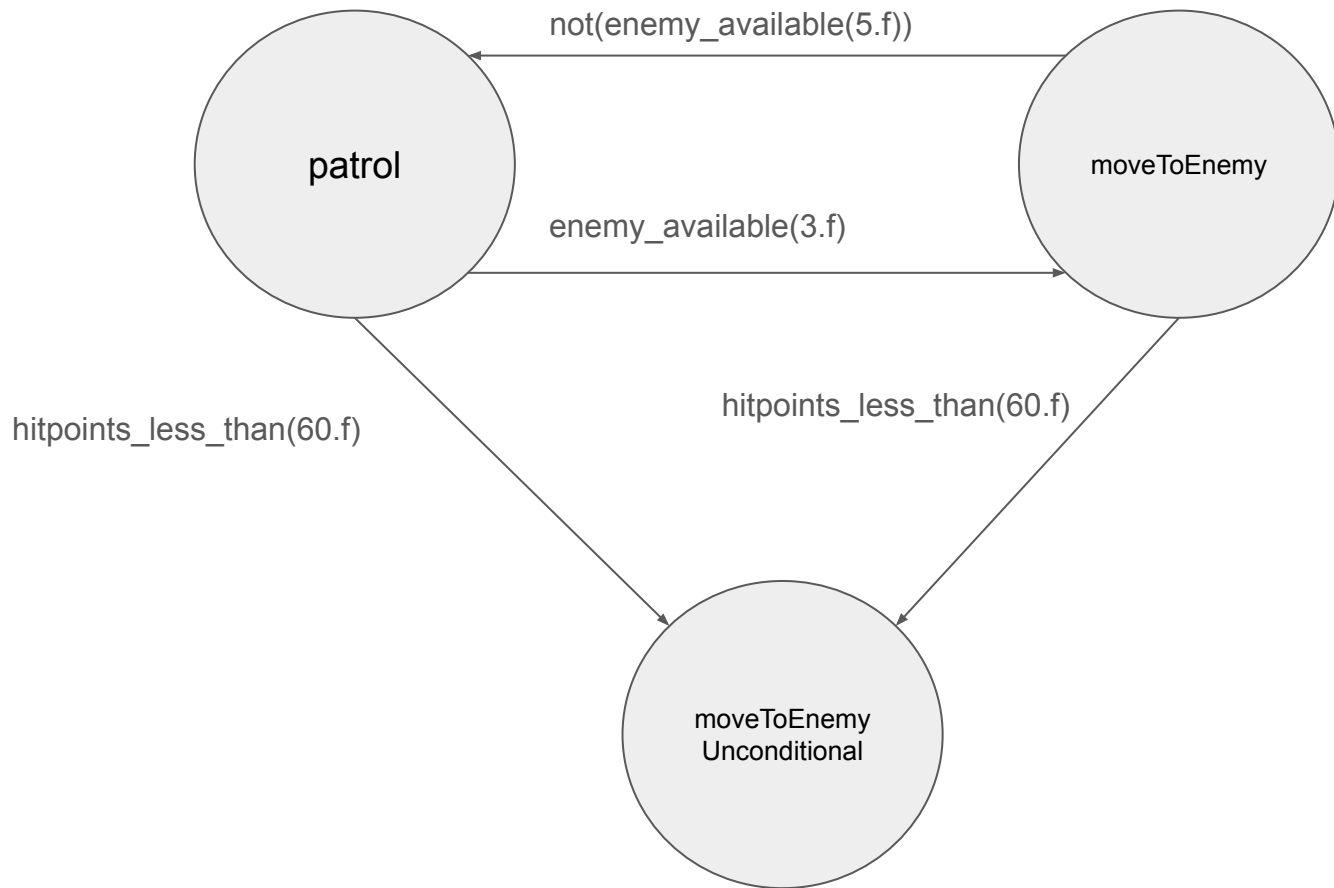 not(enemy_available(5.f))
patrol
moveToEnemy
enemy_available(3.f)
hitpoints_less_than(60.f)
hitpoints_less_than(60.f)
moveToEnemy
Unconditional